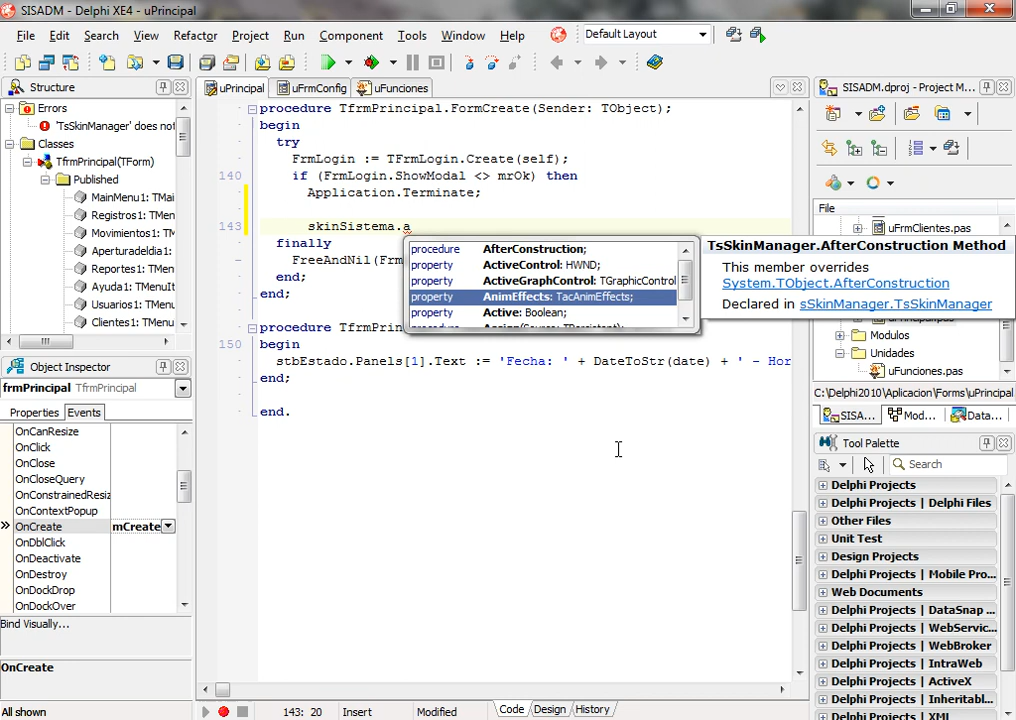 SISADM - Delphi XE4 - uPrincipal
File Edit Search View Refactor Project Run Component Tools Window Help
Default Layout
Structure
Errors
'TsSkinManager' does not
Classes
TfrmPrincipal(TForm)
Published
MainMenu1: TMai
Registros1: TMenu
Movimientos1: TMe
Aperturadeldia1:
Reportes1: TMenu
Ayuda1: TMenuIt
Usuarios1: TMenu
Clientes1: TMenu
Object Inspector
frmPrincipal TfrmPrincipal
Properties Events
OnCanResize
OnClick
OnClose
OnCloseQuery
OnConstrainedResiz
OnContextPopup
OnCreate mCreate
OnDblClick
OnDeactivate
OnDestroy
OnDockDrop
OnDockOver
Bind Visually...
OnCreate
All shown
uPrincipal uFrmConfig uFunciones
procedure TfrmPrincipal.FormCreate(Sender: TObject);
begin
try
FrmLogin := TFrmLogin.Create(self);
140 if (FrmLogin.ShowModal <> mrOk) then
Application.Terminate;
143 skinSistema.a
finally
FreeAndNil(Frm
end;
end;
procedure AfterConstruction;
property ActiveControl: HWND;
property ActiveGraphControl: TGraphicControl
property AnimEffects: TacAnimEffects;
property Active: Boolean;
TsSkinManager.AfterConstruction Method
This member overrides
System.TObject.AfterConstruction
Declared in sSkinManager.TsSkinManager
procedure TfrmPrin
150 begin
stbEstado.Panels[1].Text := 'Fecha: ' + DateToStr(date) + ' - Hor
end;
end.
143: 20 Insert Modified Code Design History
SISADM.dproj - Project M...
File
uFrmClientes.pas
Modulos
Unidades
uFunciones.pas
C:\Delphi2010\Aplicacion\Forms\uPrincipal
SISA... Mod... Data...
Tool Palette
Search
Delphi Projects
Delphi Projects | Delphi Files
Other Files
Unit Test
Design Projects
Delphi Projects | Mobile Pro...
Web Documents
Delphi Projects | DataSnap ...
Delphi Projects | WebServic...
Delphi Projects | WebBroker
Delphi Projects | IntraWeb
Delphi Projects | ActiveX
Delphi Projects | Inheritabl...
Delphi Projects | XML